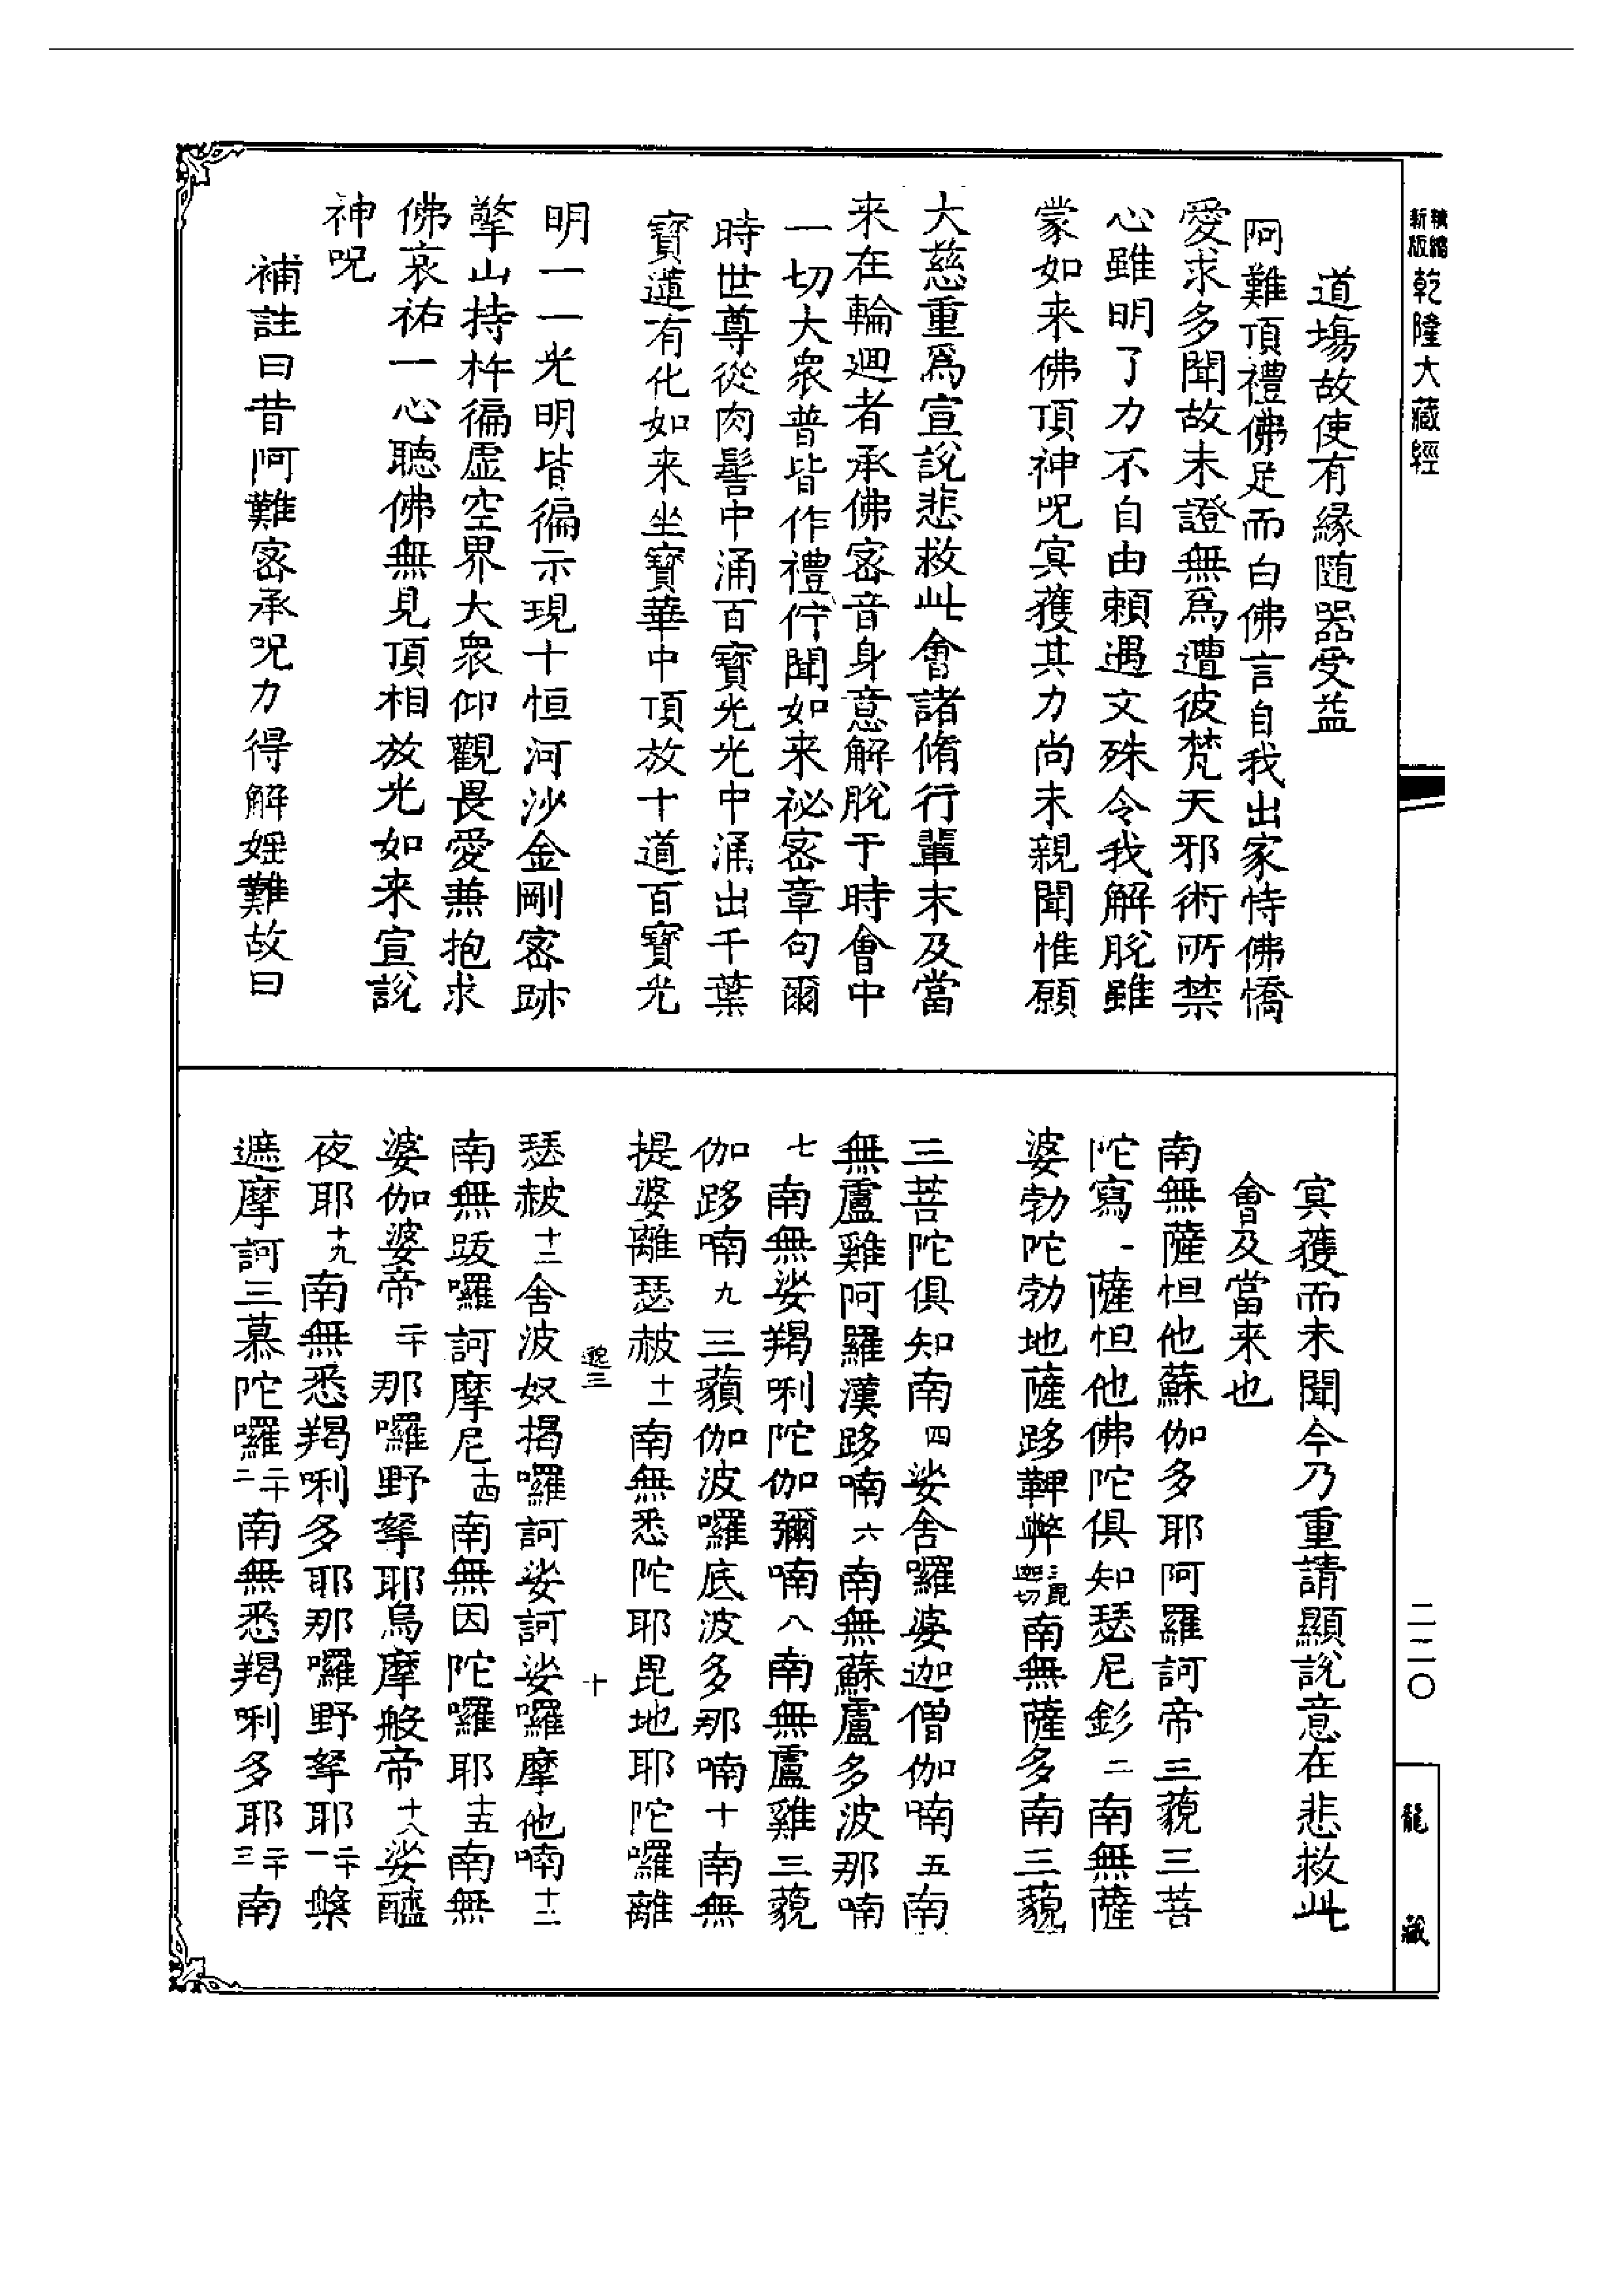 新版
精縮
乾隆大藏經
道塲故使有緣隨器受益
阿難頂禮佛足而白佛言自我出家恃佛憍
愛求多聞故未證無爲遭彼梵天邪術所禁
心雖明了力不自由賴遇文殊令我解脫雖
蒙如来佛頂神呪冥獲其力尚未親聞惟願
大慈重爲宣說悲救此會諸脩行輩末及當
来在輪迴者承佛密音身意解脫于時會中
一切大衆普皆作禮佇聞如来祕密章句爾
時世尊從肉髻中涌百寶光光中涌出千葉
寶蓮有化如来坐寶華中頂放十道百寶光
明一一光明皆徧示現十恒河沙金剛密跡
擎山持杵徧虛空界大衆仰觀畏愛兼抱求
佛哀祐一心聽佛無見頂相放光如来宣說
神呪
補註曰昔阿難密承呪力得解婬難故曰
冥獲而未聞今乃重請顯說意在悲救此
會及當来也
南無薩怛他蘇伽多耶阿羅訶帝三藐三菩
陀寫一薩怛他佛陀俱知瑟尼釤二南無薩
婆勃陀勃地薩跢鞞弊三毘迦切南無薩多南三藐
三菩陀俱知南四娑舍囉婆迦僧伽喃五南
無盧雞阿羅漢跢喃六南無蘇盧多波那喃
七南無娑羯唎陀伽彌喃八南無盧雞三藐
伽跢喃九三藐伽波囉底波多那喃十南無
提婆離瑟赧十一南無悉陀耶毘地耶陀囉離
瑟赧十二舍波奴揭囉訶娑訶娑囉摩他喃十三
南無跋囉訶摩尼十四南無因陀囉耶十五南無
婆伽婆帝二十那囉野拏耶烏摩般帝十八娑醯
夜耶十九南無悉羯唎多耶那囉野拏耶二十一槃
遮摩訶三慕陀囉二十二南無悉羯唎多耶二十三南
邈三
十
二二〇
龍藏